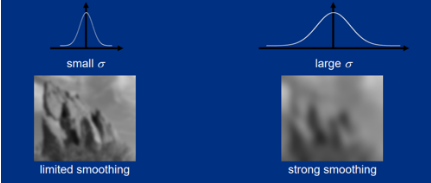 small σ
large σ
limited smoothing
strong smoothing